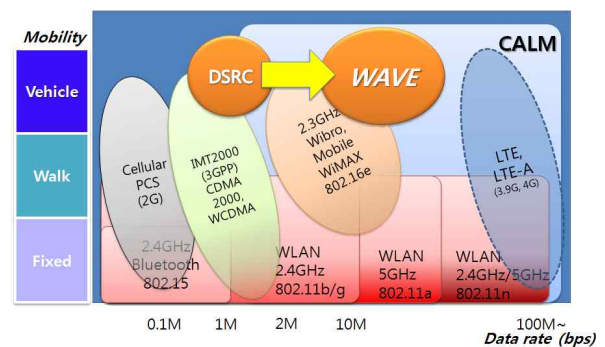 Mobility
Vehicle
Walk
Fixed
CALM
DSRC
WAVE
Cellular
PCS
(2G)
IMT2000
(3GPP)
CDMA
2000,
WCDMA
2.3GHz
Wibro,
Mobile
WiMAX
802.16e
LTE,
LTE-A
(3.9G, 4G)
2.4GHz
Bluetooth
802.15
WLAN
2.4GHz
802.11b/g
WLAN
5GHz
802.11a
WLAN
2.4GHz/5GHz
802.11n
0.1M 1M 2M 10M 100M~
Data rate (bps)